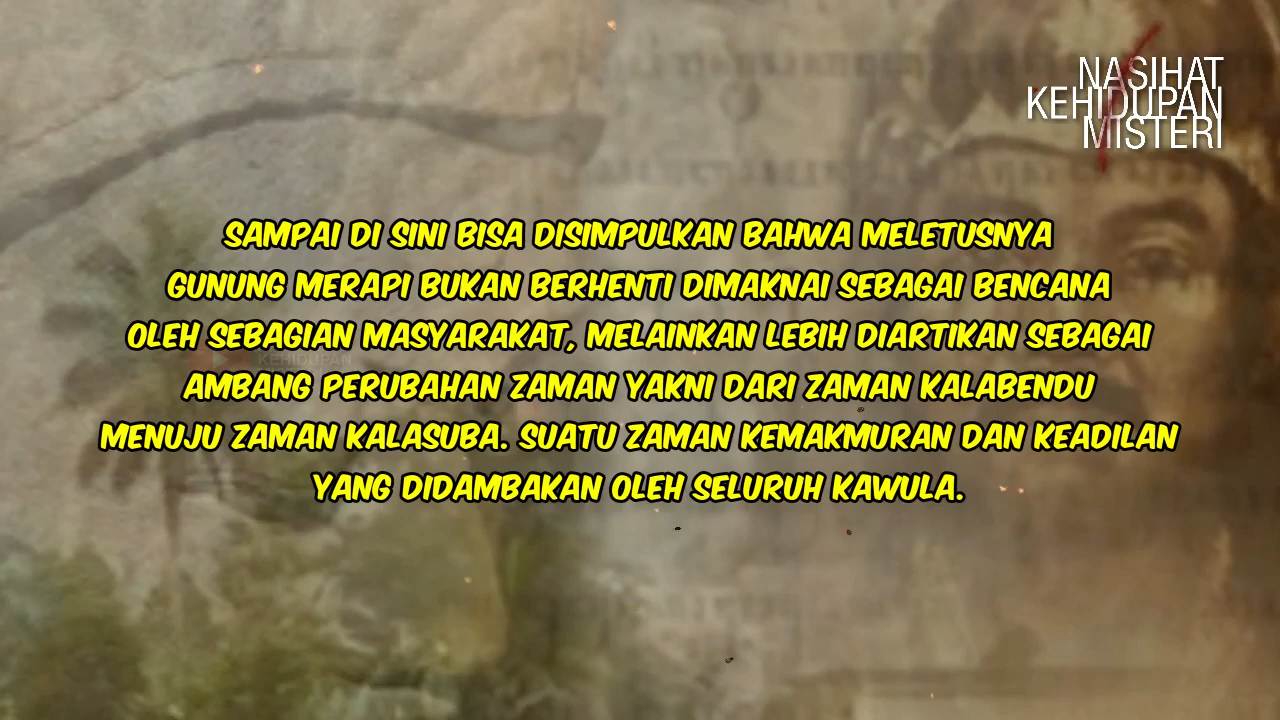 NASIHAT
KEHIDUPAN
MISTERI
SAMPAI DI SINI BISA DISIMPULKAN BAHWA MELETUSNYA
GUNUNG MERAPI BUKAN BERHENTI DIMAKNAI SEBAGAI BENCANA
OLEH SEBAGIAN MASYARAKAT, MELAINKAN LEBIH DIARTIKAN SEBAGAI
KEHIDUPAN
AMBANG PERUBAHAN ZAMAN YAKNI DARI ZAMAN KALABENDU
MENUJU ZAMAN KALASUBA. SUATU ZAMAN KEMAKMURAN DAN KEADILAN
YANG DIDAMBAKAN OLEH SELURUH KAWULA.